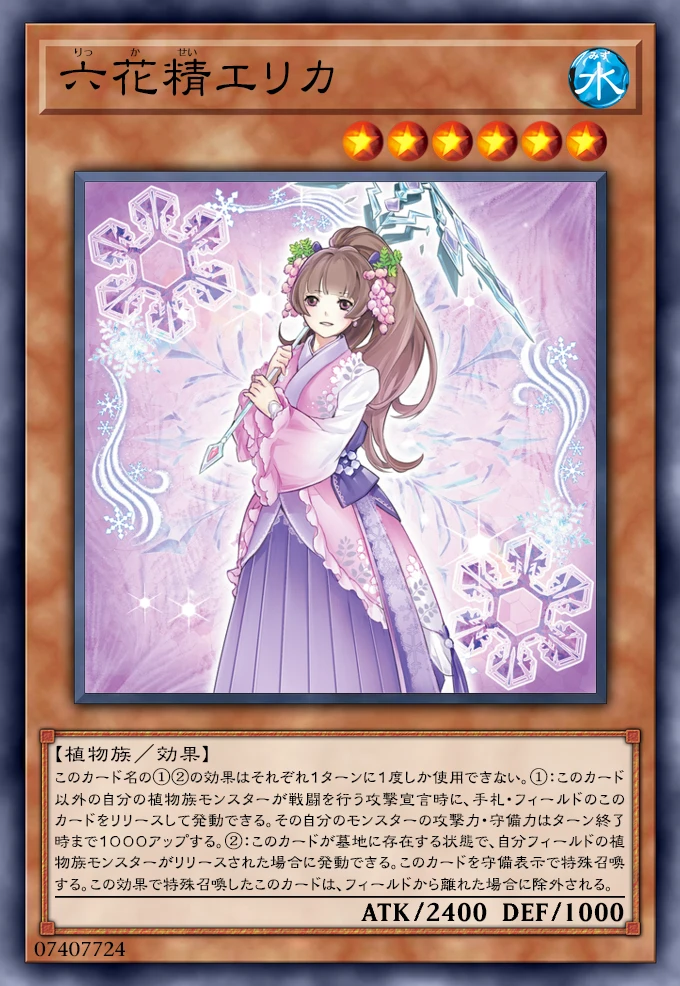 りっ か せい
六花精エリカ
みず
水
【植物族／効果】
このカード名の①②の効果はそれぞれ1ターンに1度しか使用できない。①：このカード
以外の自分の植物族モンスターが戦闘を行う攻撃宣言時に、手札・フィールドのこの
カードをリリースして発動できる。その自分のモンスターの攻撃力・守備力はターン終了
時まで1000アップする。②：このカードが墓地に存在する状態で、自分フィールドの植
物族モンスターがリリースされた場合に発動できる。このカードを守備表示で特殊召喚
する。この効果で特殊召喚したこのカードは、フィールドから離れた場合に除外される。
ATK/2400 DEF/1000
07407724